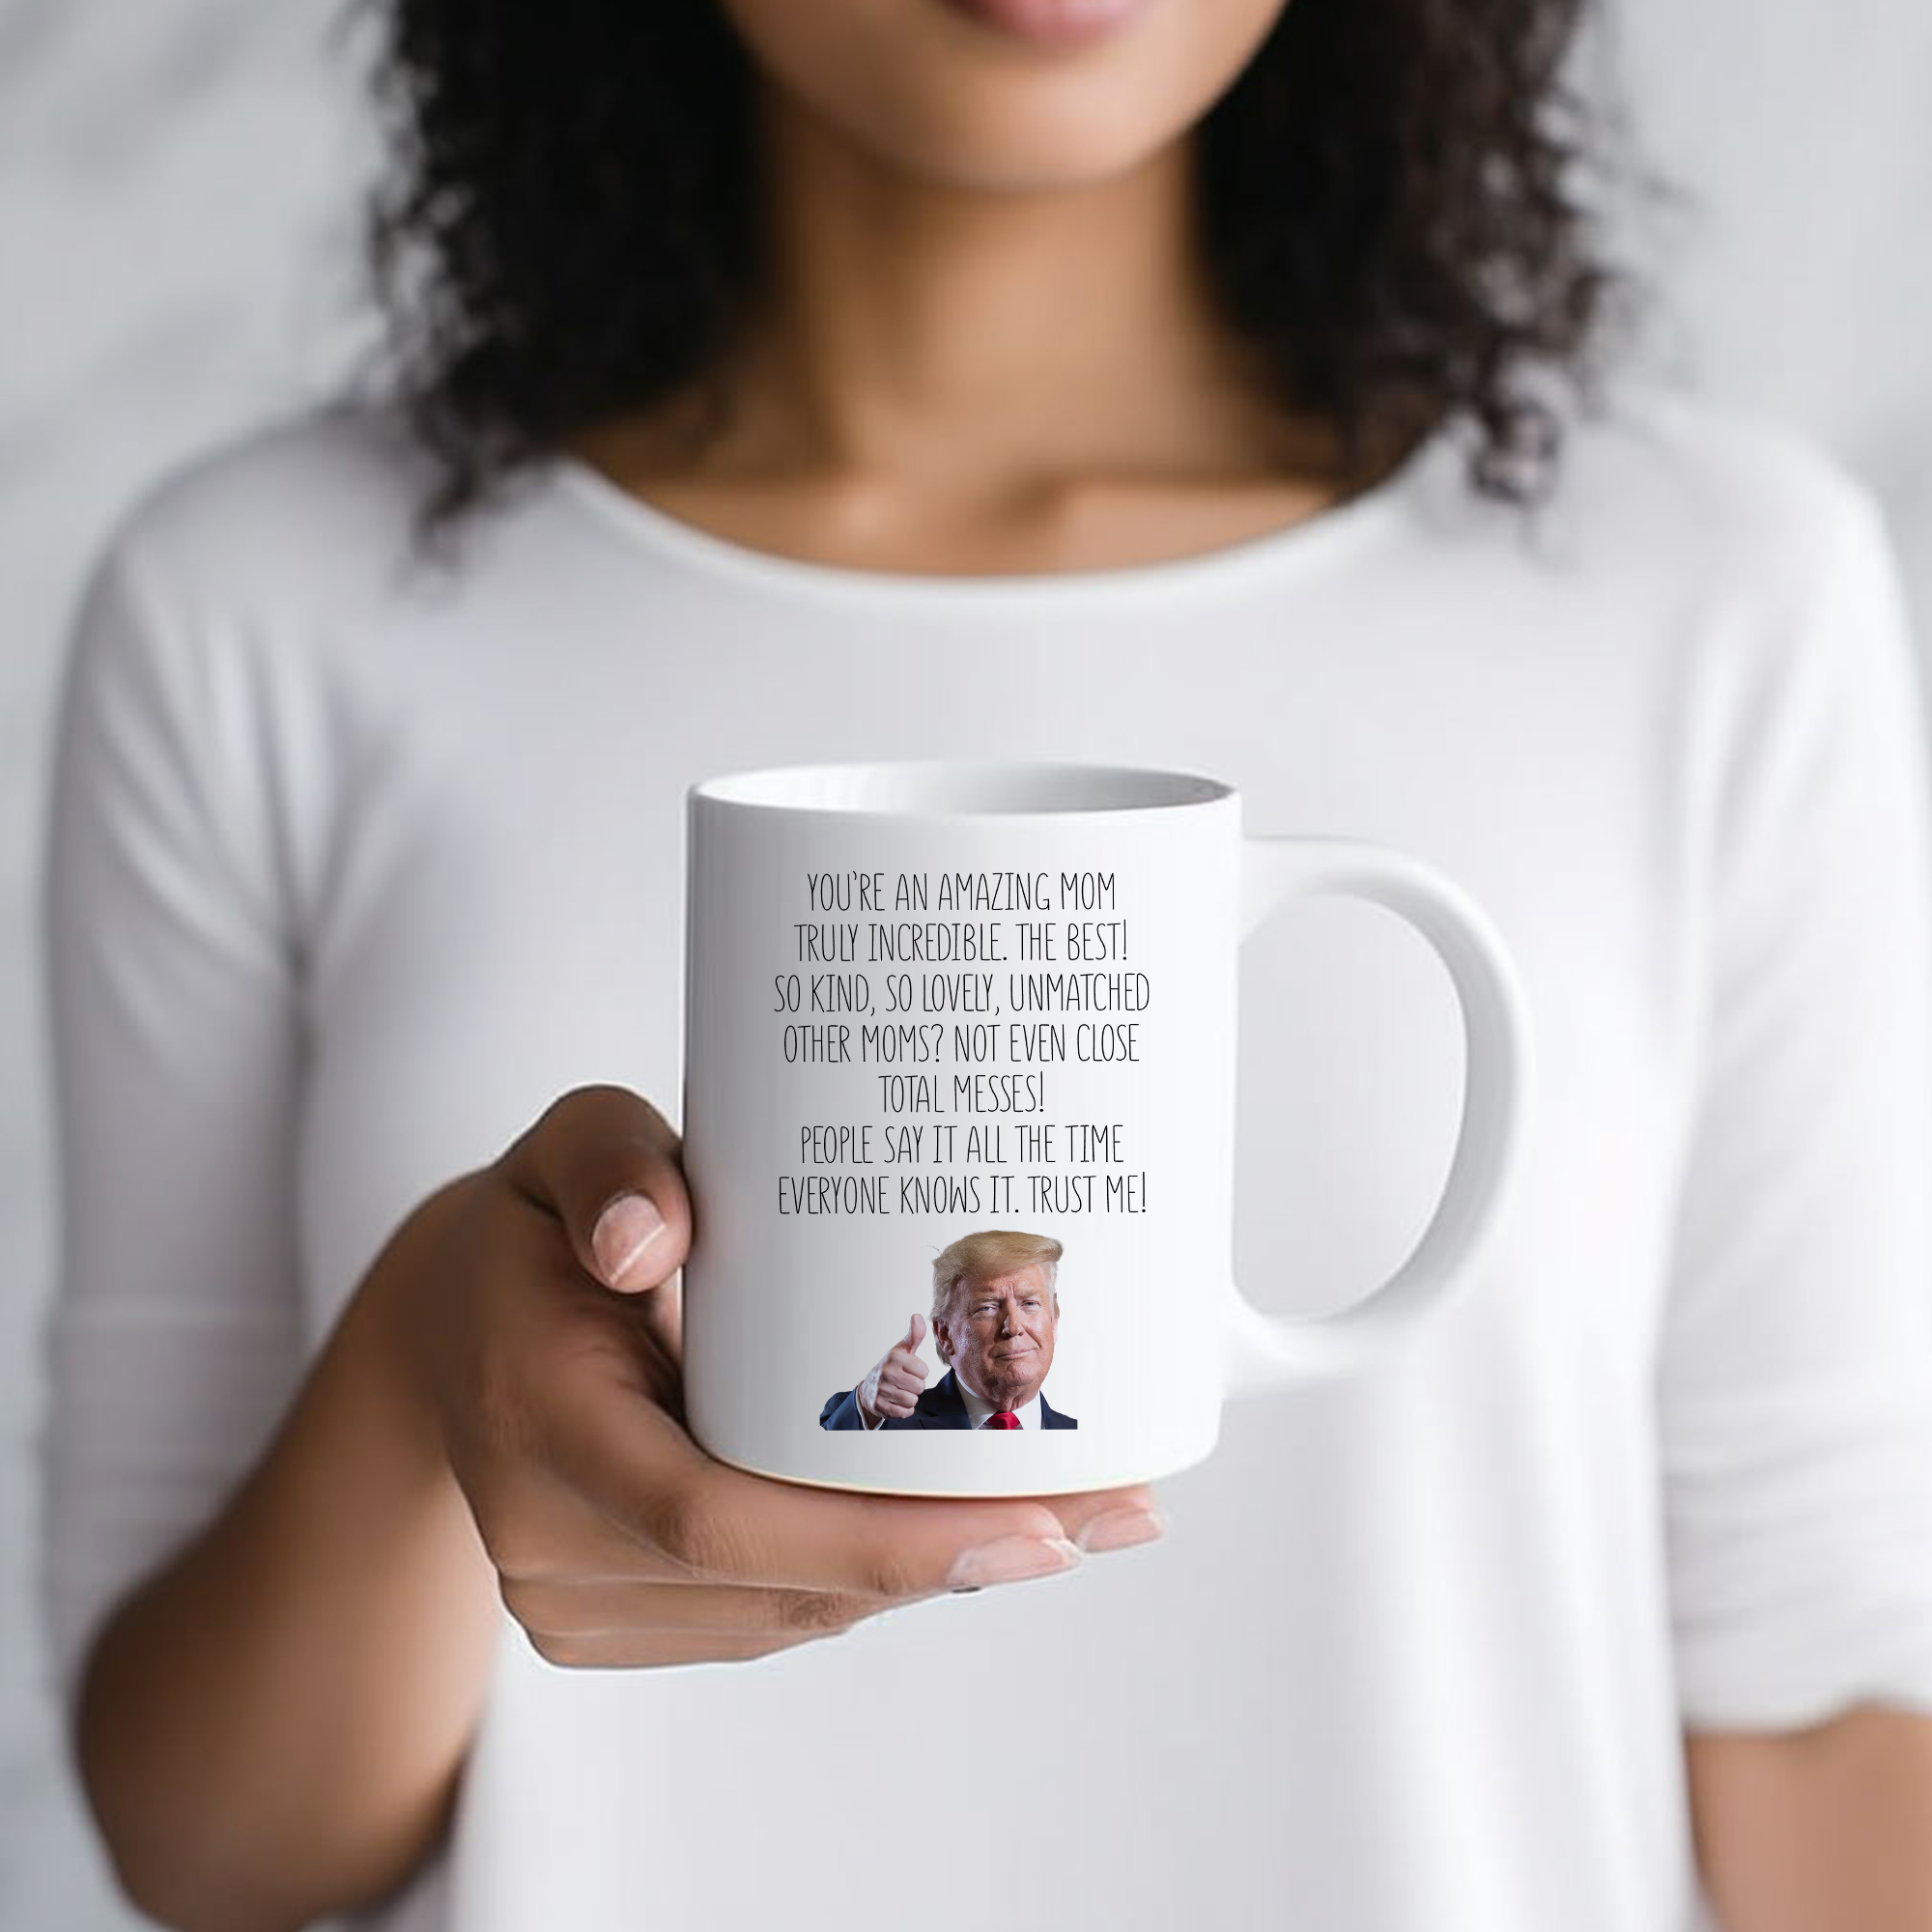 YOU'RE AN AMAZING MOM
TRULY INCREDIBLE. THE BEST!
SO KIND, SO LOVELY, UNMATCHED
OTHER MOMS? NOT EVEN CLOSE
TOTAL MESSES!
PEOPLE SAY IT ALL THE TIME
EVERYONE KNOWS IT. TRUST ME!